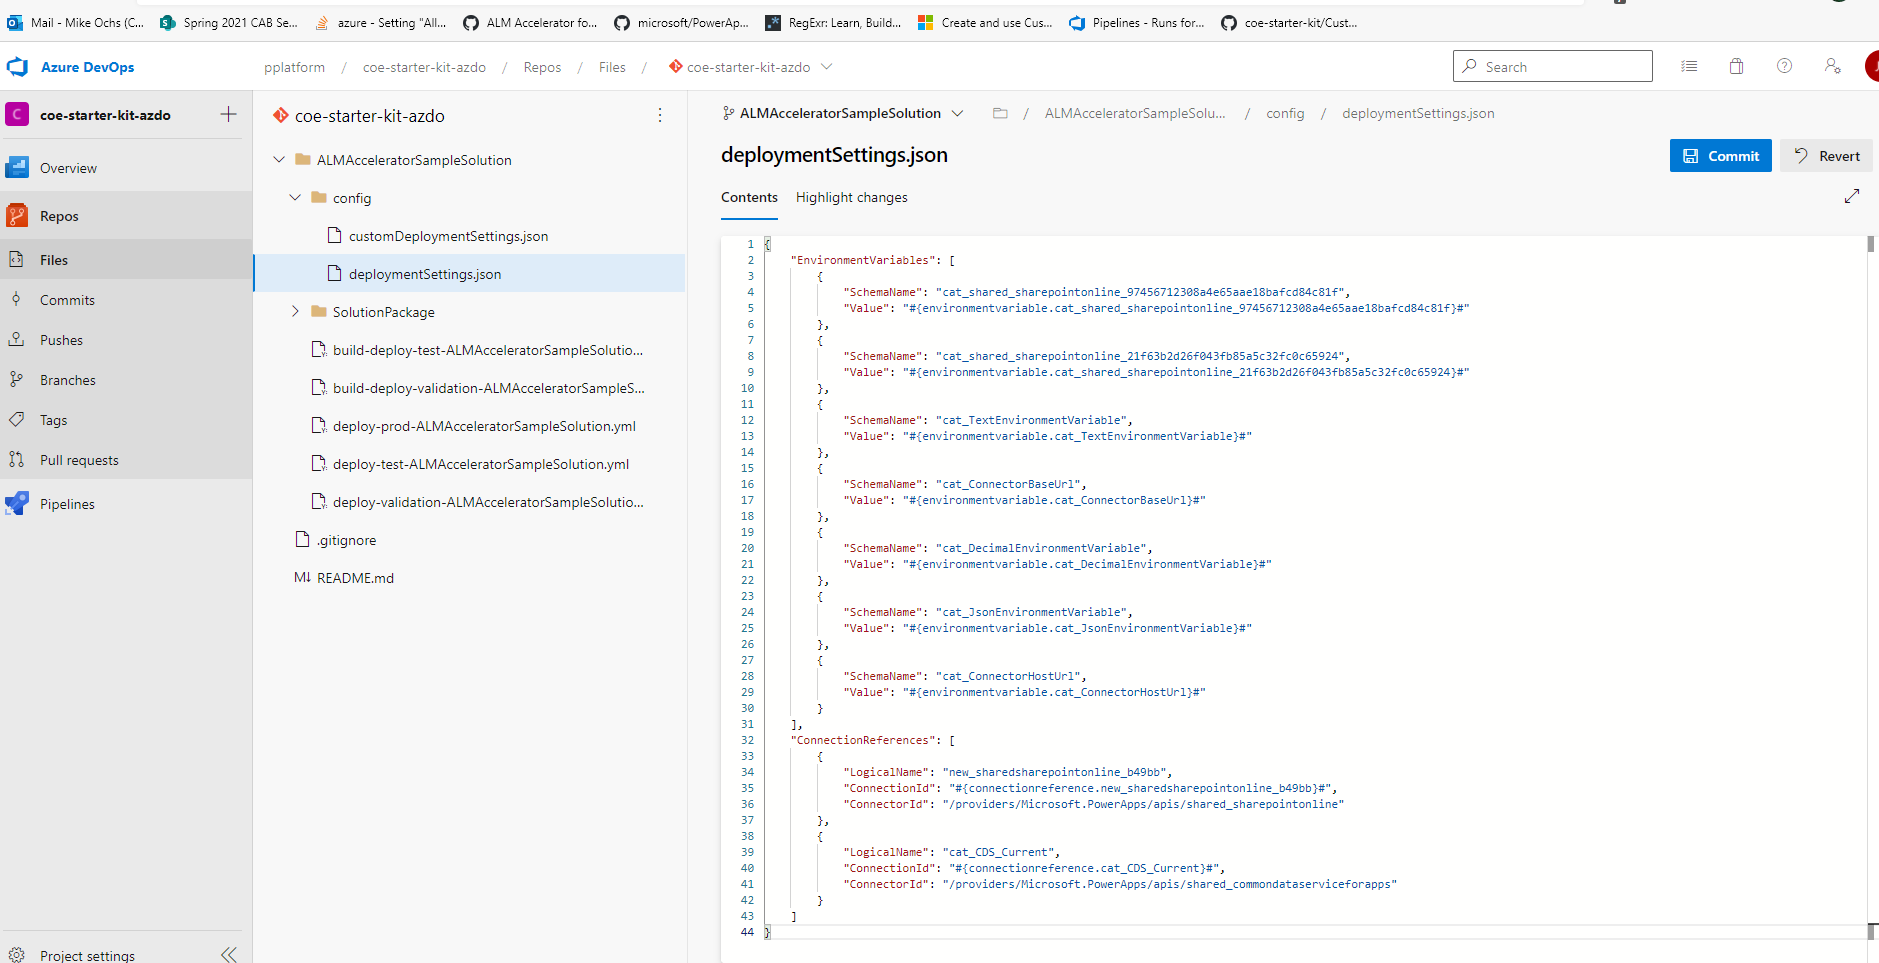 Mail - Mike Ochs (C...
Spring 2021 CAB Se...
azure - Setting "All...
ALM Accelerator fo...
microsoft/PowerAp...
RegExr: Learn, Build...
Create and use Cus...
Pipelines - Runs for...
coe-starter-kit/Cust...
Azure DevOps
pplatform / coe-starter-kit-azdo / Repos / Files / coe-starter-kit-azdo
Search
C coe-starter-kit-azdo
Overview
Repos
Files
Commits
Pushes
Branches
Tags
Pull requests
Pipelines
Project settings
coe-starter-kit-azdo
ALMAcceleratorSampleSolution
config
customDeploymentSettings.json
deploymentSettings.json
SolutionPackage
build-deploy-test-ALMAcceleratorSampleSolutio...
build-deploy-validation-ALMAcceleratorSampleS...
deploy-prod-ALMAcceleratorSampleSolution.yml
deploy-test-ALMAcceleratorSampleSolution.yml
deploy-validation-ALMAcceleratorSampleSolutio...
.gitignore
M↓ README.md
ALMAcceleratorSampleSolution / ALMAcceleratorSampleSolu... / config / deploymentSettings.json
deploymentSettings.json
Commit
Revert
Contents
Highlight changes
1 {
2 "EnvironmentVariables": [
3 {
4 "SchemaName": "cat_shared_sharepointonline_97456712308a4e65aae18bafcd84c81f",
5 "Value": "#{environmentvariable.cat_shared_sharepointonline_97456712308a4e65aae18bafcd84c81f}#"
6 },
7 {
8 "SchemaName": "cat_shared_sharepointonline_21f63b2d26f043fb85a5c32fc0c65924",
9 "Value": "#{environmentvariable.cat_shared_sharepointonline_21f63b2d26f043fb85a5c32fc0c65924}#"
10 },
11 {
12 "SchemaName": "cat_TextEnvironmentVariable",
13 "Value": "#{environmentvariable.cat_TextEnvironmentVariable}#"
14 },
15 {
16 "SchemaName": "cat_ConnectorBaseUrl",
17 "Value": "#{environmentvariable.cat_ConnectorBaseUrl}#"
18 },
19 {
20 "SchemaName": "cat_DecimalEnvironmentVariable",
21 "Value": "#{environmentvariable.cat_DecimalEnvironmentVariable}#"
22 },
23 {
24 "SchemaName": "cat_JsonEnvironmentVariable",
25 "Value": "#{environmentvariable.cat_JsonEnvironmentVariable}#"
26 },
27 {
28 "SchemaName": "cat_ConnectorHostUrl",
29 "Value": "#{environmentvariable.cat_ConnectorHostUrl}#"
30 }
31 ],
32 "ConnectionReferences": [
33 {
34 "LogicalName": "new_sharedsharepointonline_b49bb",
35 "ConnectionId": "#{connectionreference.new_sharedsharepointonline_b49bb}#",
36 "ConnectorId": "/providers/Microsoft.PowerApps/apis/shared_sharepointonline"
37 },
38 {
39 "LogicalName": "cat_CDS_Current",
40 "ConnectionId": "#{connectionreference.cat_CDS_Current}#",
41 "ConnectorId": "/providers/Microsoft.PowerApps/apis/shared_commondataserviceforapps"
42 }
43 ]
44 }